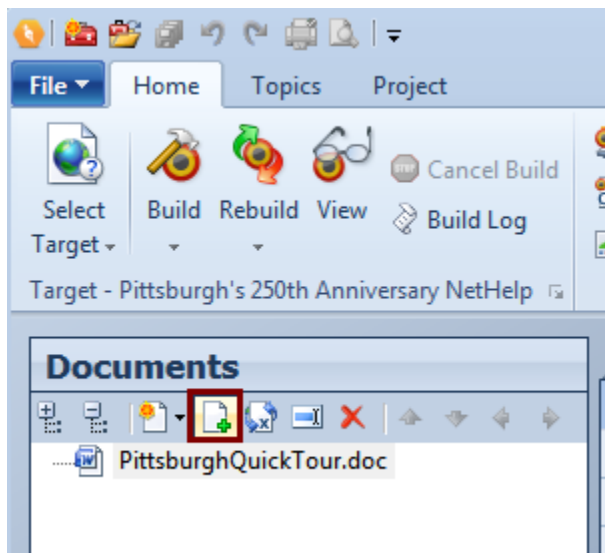 File Home Topics Project
Select Target Build Rebuild View Cancel Build
Build Log
Target - Pittsburgh's 250th Anniversary NetHelp
Documents
PittsburghQuickTour.doc